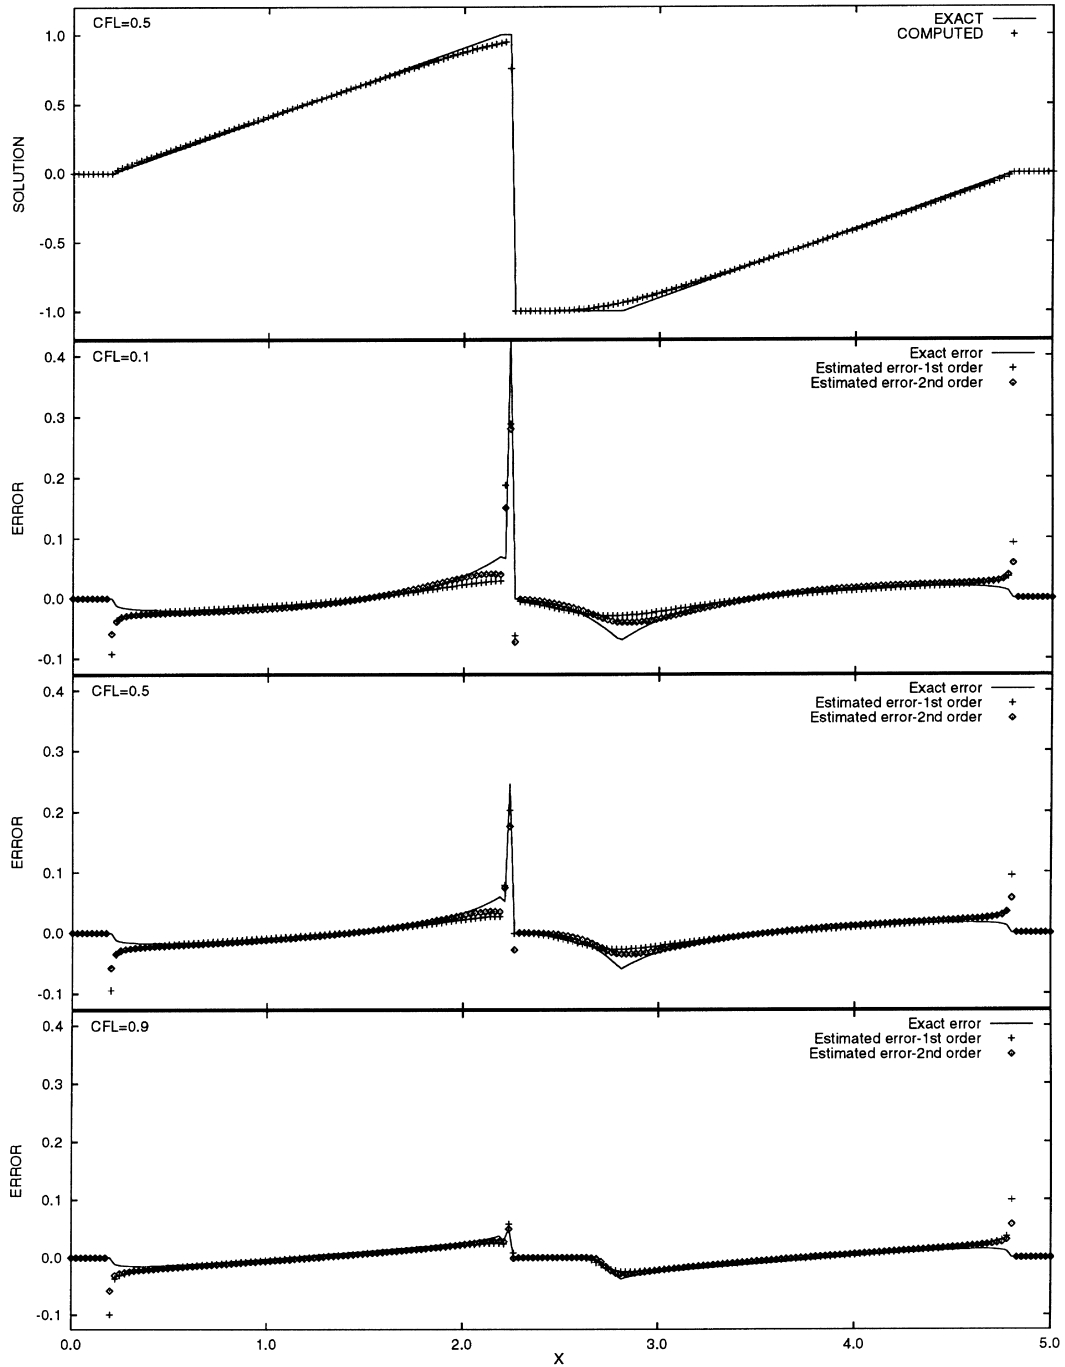 CFL=0.5
EXACT
COMPUTED
1.0
0.5
0.0
-0.5
-1.0
SOLUTION
CFL=0.1
Exact error
Estimated error-1st order
Estimated error-2nd order
0.4
0.3
0.2
0.1
0.0
-0.1
ERROR
CFL=0.5
Exact error
Estimated error-1st order
Estimated error-2nd order
0.4
0.3
0.2
0.1
0.0
-0.1
ERROR
CFL=0.9
Exact error
Estimated error-1st order
Estimated error-2nd order
0.4
0.3
0.2
0.1
0.0
-0.1
ERROR
0.0 1.0 2.0 3.0 4.0 5.0
X